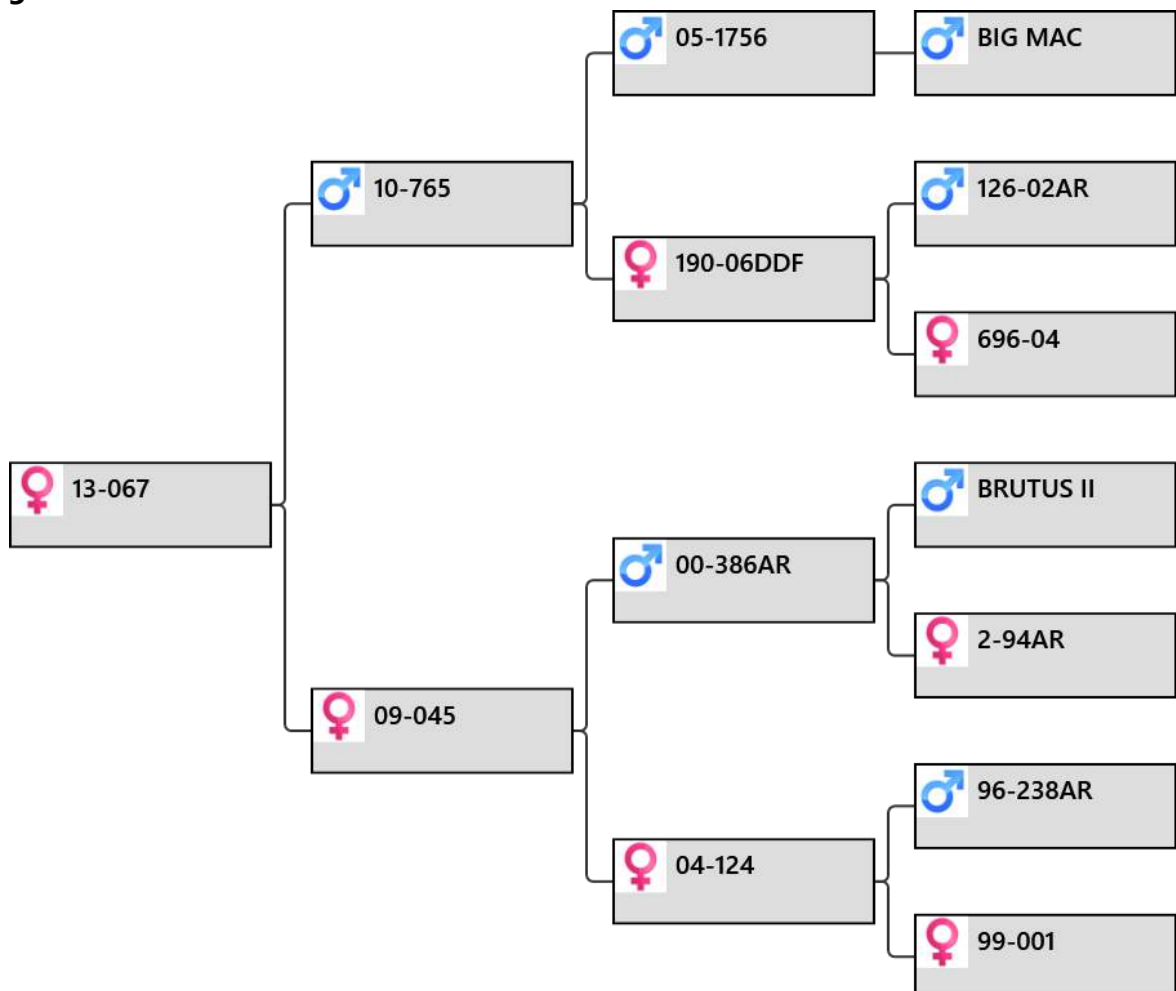 05-1756
BIG MAC
10-765
126-02AR
190-06DDF
696-04
13-067
BRUTUS II
00-386AR
2-94AR
09-045
96-238AR
04-124
99-001